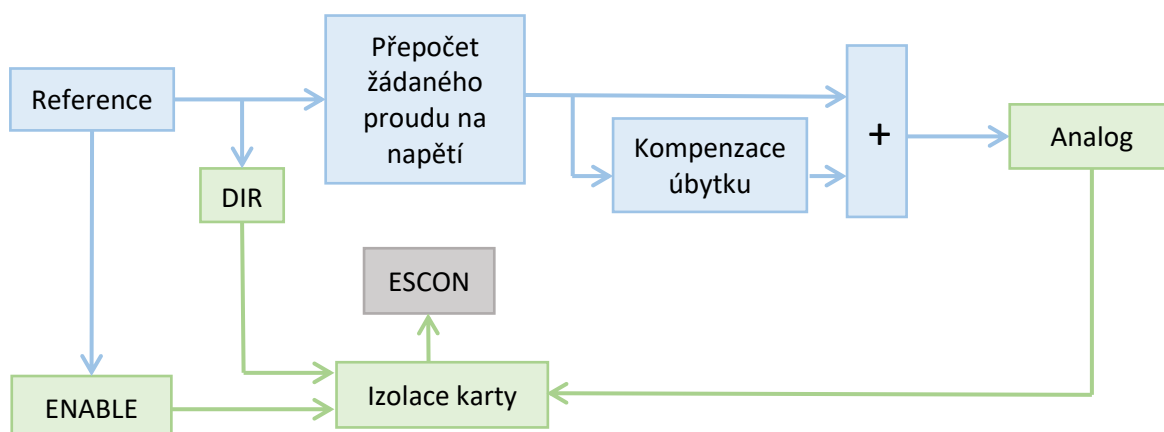 Reference
Přepočet
žádaného
proudu na
napětí
Kompenzace
úbytku
+
Analog
DIR
ESCON
ENABLE
Izolace karty